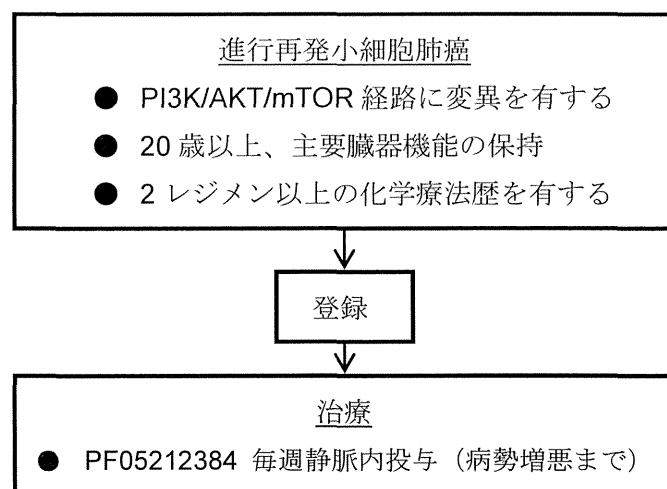 進行再発小細胞肺癌
● PI3K/AKT/mTOR 経路に変異を有する
● 20 歳以上、主要臓器機能の保持
● 2 レジメン以上の化学療法歴を有する
登録
治療
● PF05212384 毎週静脈内投与（病勢増悪まで）